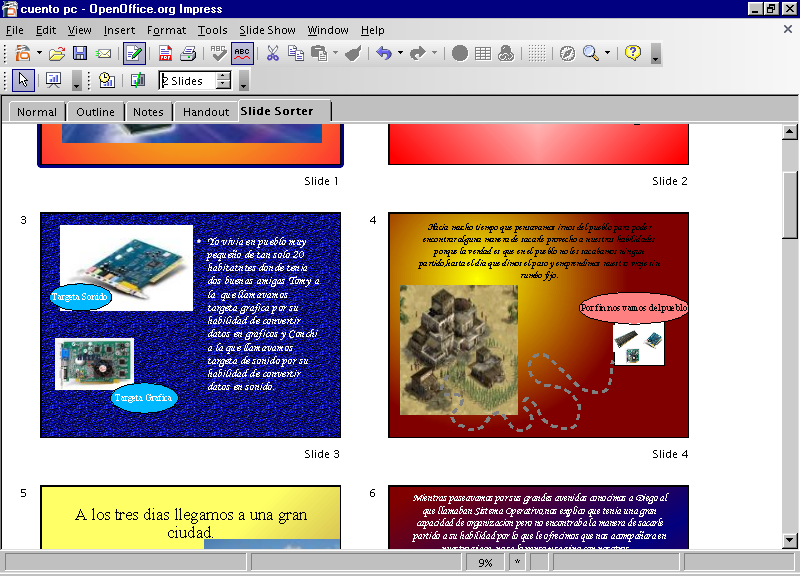 cuento pc - OpenOffice.org Impress
File Edit View Insert Format Tools Slide Show Window Help
ABC ABC
2 Slides
Normal Outline Notes Handout Slide Sorter
Slide 1
Slide 2
3
Yo vivia en pueblo muy
pequeño de tan solo 20
habitatntes donde tenia
dos buenas amigas Tomy a
la que llamavamos
targeta grafica por su
habilidad de convertir
datos en graficos y Conchi
a la que llamavamos
targeta de sonido por su
habilidad de convertir
datos en sonido.
Targeta Sonido
Targeta Grafica
Slide 3
4
Hacia mucho tiempo que pensavamos irnos del pueblo para poder
encontrar alguna manera de sacarle provecho a nuestras habilidades
porque la verdad es que en el pueblo no les sacabamos ningun
partido,hasta el dia que dimos el paso y emprendimos nuestro viaje sin
rumbo fijo.
Por fin nos vamos del pueblo
Slide 4
5
A los tres dias llegamos a una gran
ciudad.
6
Mientras paseavamos por sus grandes avenidas conocimos a Diego al
que llamaban Sistema Operativo,nos explico que tenia una gran
capacidad de organizacion pero no encontraba la manera de sacarle
partido a su habilidad por lo que le ofrecimos que nos acompañara en
9%
*